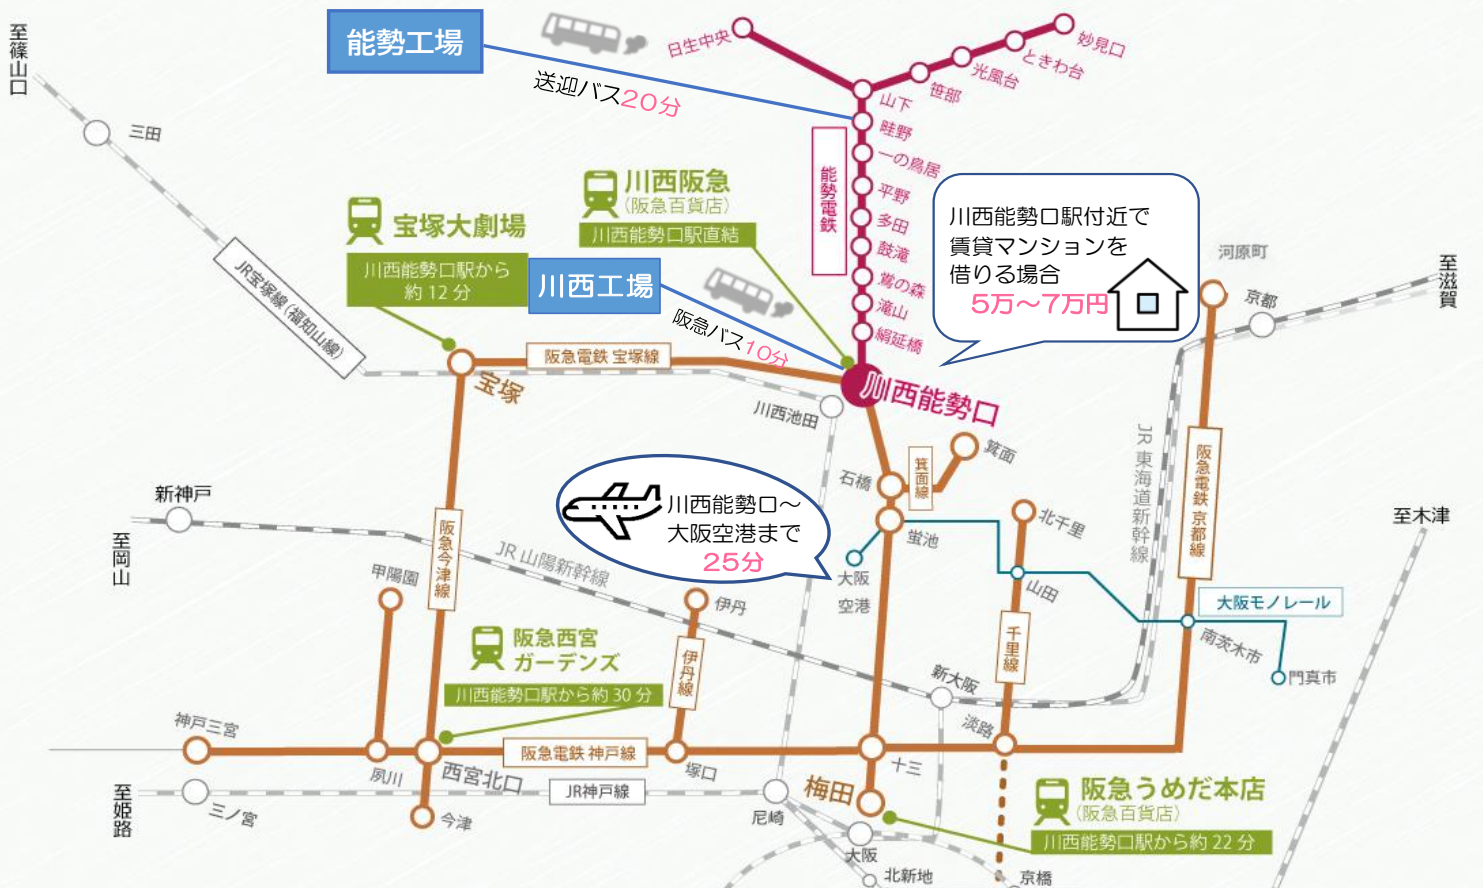 至篠山口
能勢工場
送迎バス20分
日生中央
妙見口
ときわ台
光風台
笹部
山下
畦野
一の鳥居
平野
多田
鼓滝
鶯の森
滝山
絹延橋
能勢電鉄
三田
川西阪急
(阪急百貨店)
川西能勢口駅直結
宝塚大劇場
川西能勢口駅から
約 12 分
川西工場
阪急バス10分
川西能勢口駅付近で
賃貸マンションを
借りる場合
5万～7万円
河原町
京都
至滋賀
JR宝塚線(福知山線)
阪急電鉄 宝塚線
宝塚
川西能勢口
川西池田
箕面
箕面線
石橋
JR 東海道新幹線
阪急電鉄 京都線
新神戸
至岡山
阪急今津線
JR 山陽新幹線
川西能勢口～
大阪空港まで
25分
蛍池
大阪
空港
北千里
山田
至木津
大阪モノレール
南茨木市
門真市
千里線
甲陽園
伊丹
伊丹線
阪急西宮
ガーデンズ
川西能勢口駅から約 30 分
新大阪
淡路
神戸三宮
夙川
西宮北口
阪急電鉄 神戸線
塚口
十三
梅田
阪急うめだ本店
(阪急百貨店)
川西能勢口駅から約 22 分
至姫路
三ノ宮
今津
JR神戸線
尼崎
大阪
北新地
京橋